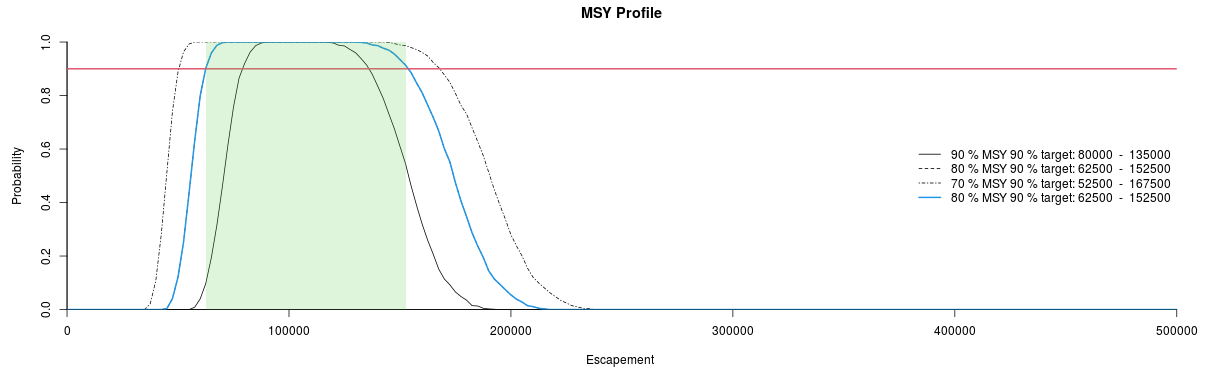 MSY Profile
Probability
0.0
0.2
0.4
0.6
0.8
1.0
90 % MSY 90 % target: 80000 - 135000
80 % MSY 90 % target: 62500 - 152500
70 % MSY 90 % target: 52500 - 167500
80 % MSY 90 % target: 62500 - 152500
0 100000 200000 300000 400000 500000
Escapement